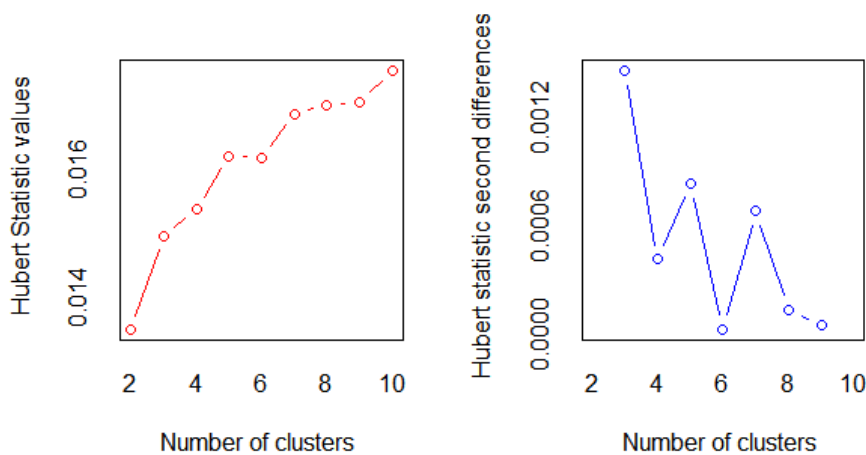 Hubert Statistic values
0.014 0.016
2 4 6 8 10
Number of clusters
Hubert statistic second differences
0.0000 0.0006 0.0012
2 4 6 8 10
Number of clusters